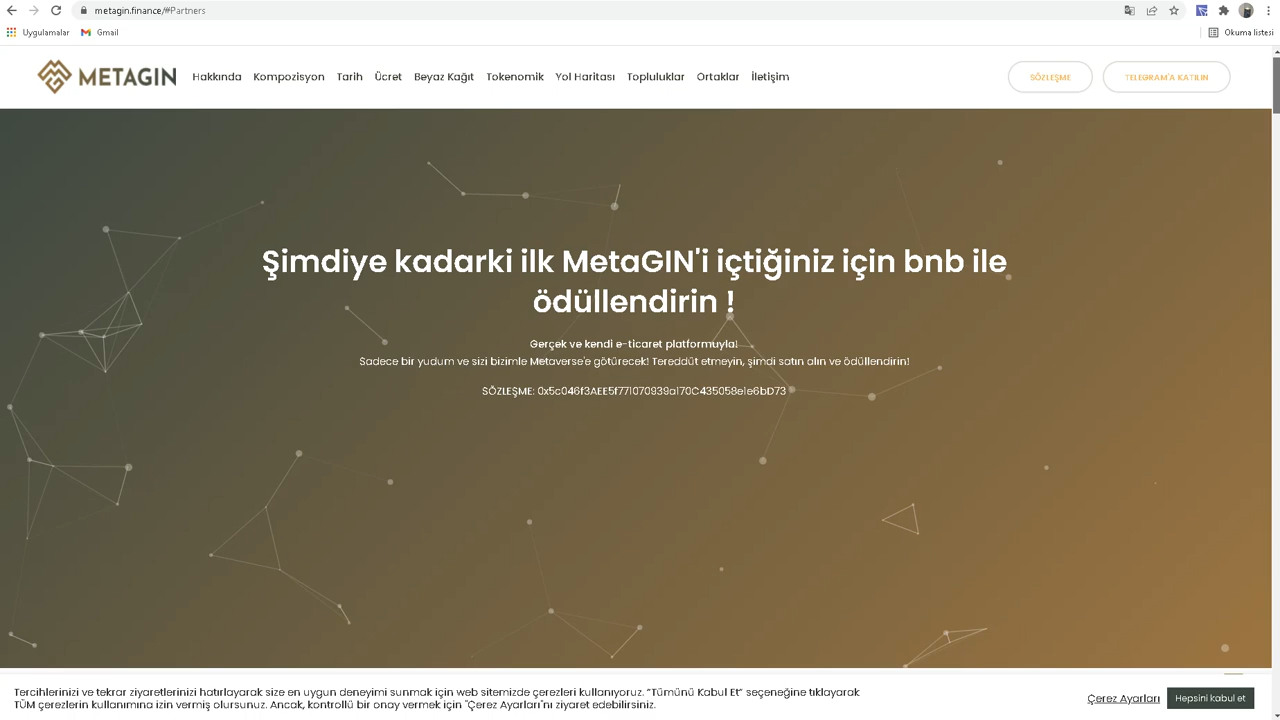 metagin.finance/#Partners
Uygulamalar Gmail Okuma listesi
METAGIN Hakkında Kompozisyon Tarih Ücret Beyaz Kağıt Tokenomik Yol Haritası Topluluklar Ortaklar İletişim SÖZLEŞME TELEGRAM'A KATILIN
Şimdiye kadarki ilk MetaGIN'i içtiğiniz için bnb ile
ödüllendirin !
Gerçek ve kendi e-ticaret platformuyla!
Sadece bir yudum ve sizi bizimle Metaverse'e götürecek! Tereddüt etmeyin, şimdi satın alın ve ödüllendirin!
SÖZLEŞME: 0x5c046f3AEE5f771070939a170C435058e1e6bD73
Tercihlerinizi ve tekrar ziyaretlerinizi hatırlayarak size en uygun deneyimi sunmak için web sitemizde çerezleri kullanıyoruz. “Tümünü Kabul Et” seçeneğine tıklayarak
TÜM çerezlerin kullanımına izin vermiş olursunuz. Ancak, kontrollü bir onay vermek için "Çerez Ayarları"nı ziyaret edebilirsiniz.
Çerez Ayarları Hepsini kabul et